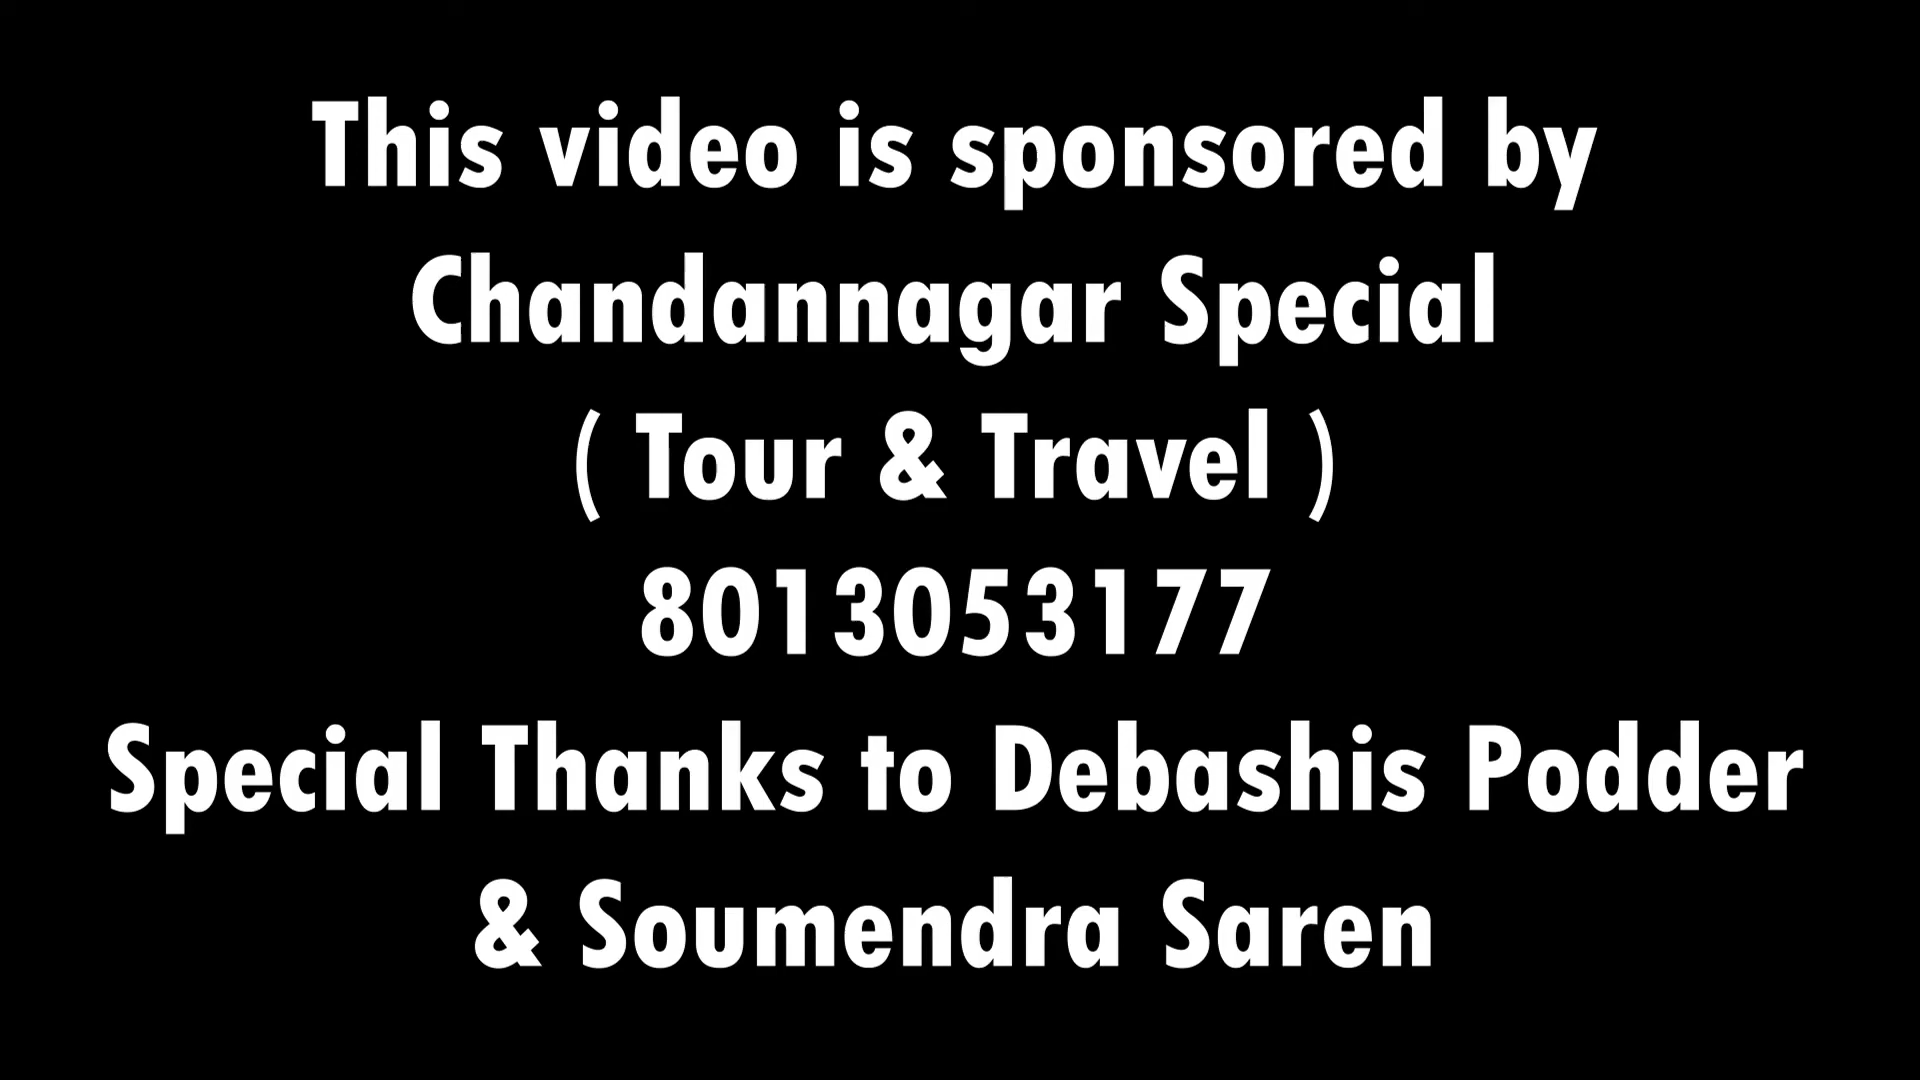 This video is sponsored by
Chandannagar Special
( Tour & Travel )
8013053177
Special Thanks to Debashis Podder
& Soumendra Saren